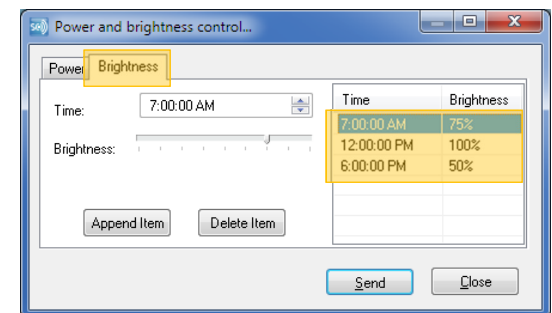 Power and brightness control...
Power Brightness
Time: 7:00:00 AM
Brightness:
Append Item Delete Item
Time Brightness
7:00:00 AM 75%
12:00:00 PM 100%
6:00:00 PM 50%
Send Close